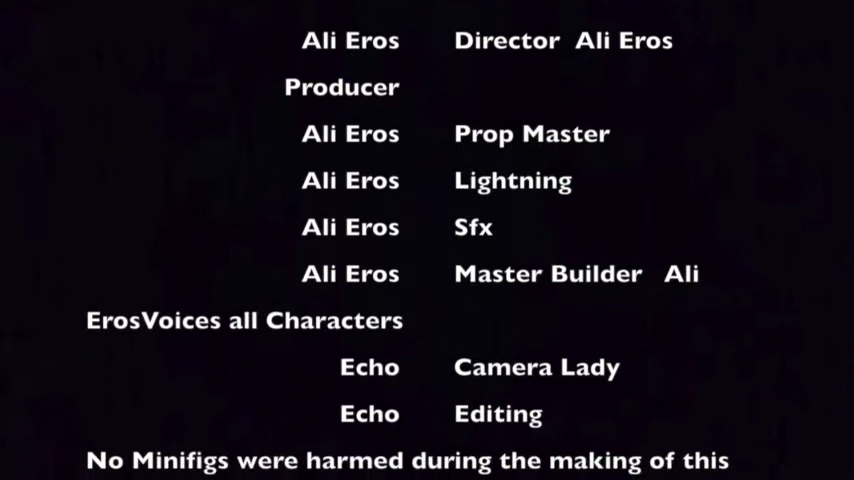 Ali Eros Director Ali Eros
Producer
Ali Eros Prop Master
Ali Eros Lightning
Ali Eros Sfx
Ali Eros Master Builder Ali
ErosVoices all Characters
Echo Camera Lady
Echo Editing
No Minifigs were harmed during the making of this